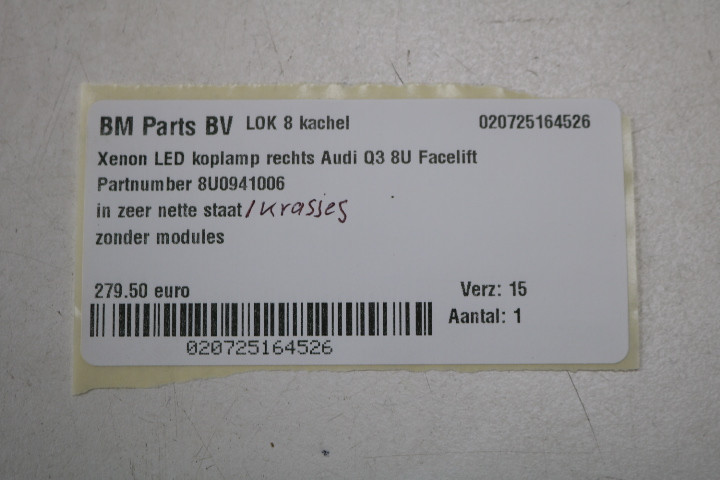 BM Parts BV LOK 8 kachel 020725164526
Xenon LED koplamp rechts Audi Q3 8U Facelift
Partnumber 8U0941006
in zeer nette staat /krasjes
zonder modules
279.50 euro Verz: 15
Aantal: 1
020725164526